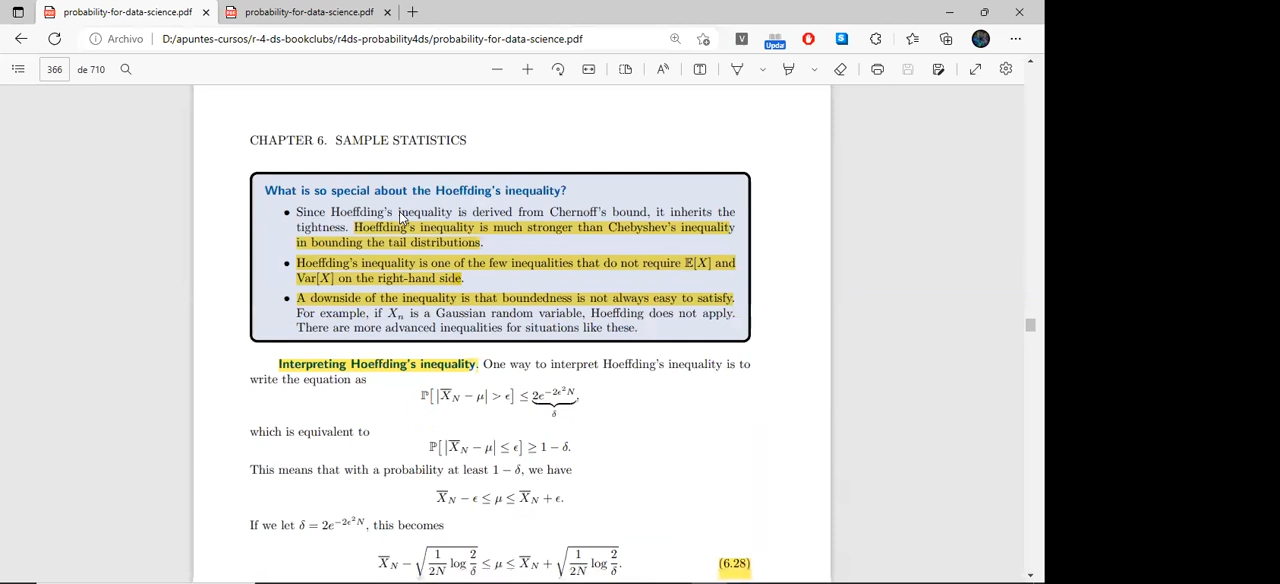 probability-for-data-science.pdf
probability-for-data-science.pdf
Archivo
D:/apuntes-cursos/r-4-ds-bookclubs/r4ds-probability4ds/probability-for-data-science.pdf
V
Updat
S
366
de 710
CHAPTER 6. SAMPLE STATISTICS
What is so special about the Hoeffding's inequality?
• Since Hoeffding's inequality is derived from Chernoff's bound, it inherits the
tightness. Hoeffding's inequality is much stronger than Chebyshev's inequality
in bounding the tail distributions.
• Hoeffding's inequality is one of the few inequalities that do not require 𝔼[X] and
Var[X] on the right-hand side.
• A downside of the inequality is that boundedness is not always easy to satisfy.
For example, if Xₙ is a Gaussian random variable, Hoeffding does not apply.
There are more advanced inequalities for situations like these.
Interpreting Hoeffding's inequality. One way to interpret Hoeffding's inequality is to
write the equation as
ℙ[|X̅_N − μ| > ϵ] ≤ 2e^{−2ϵ²N},
δ
which is equivalent to
ℙ[|X̅_N − μ| ≤ ϵ] ≥ 1 − δ.
This means that with a probability at least 1 − δ, we have
X̅_N − ϵ ≤ μ ≤ X̅_N + ϵ.
If we let δ = 2e^{−2ϵ²N}, this becomes
X̅_N − √(1/2N log 2/δ) ≤ μ ≤ X̅_N + √(1/2N log 2/δ). (6.28)